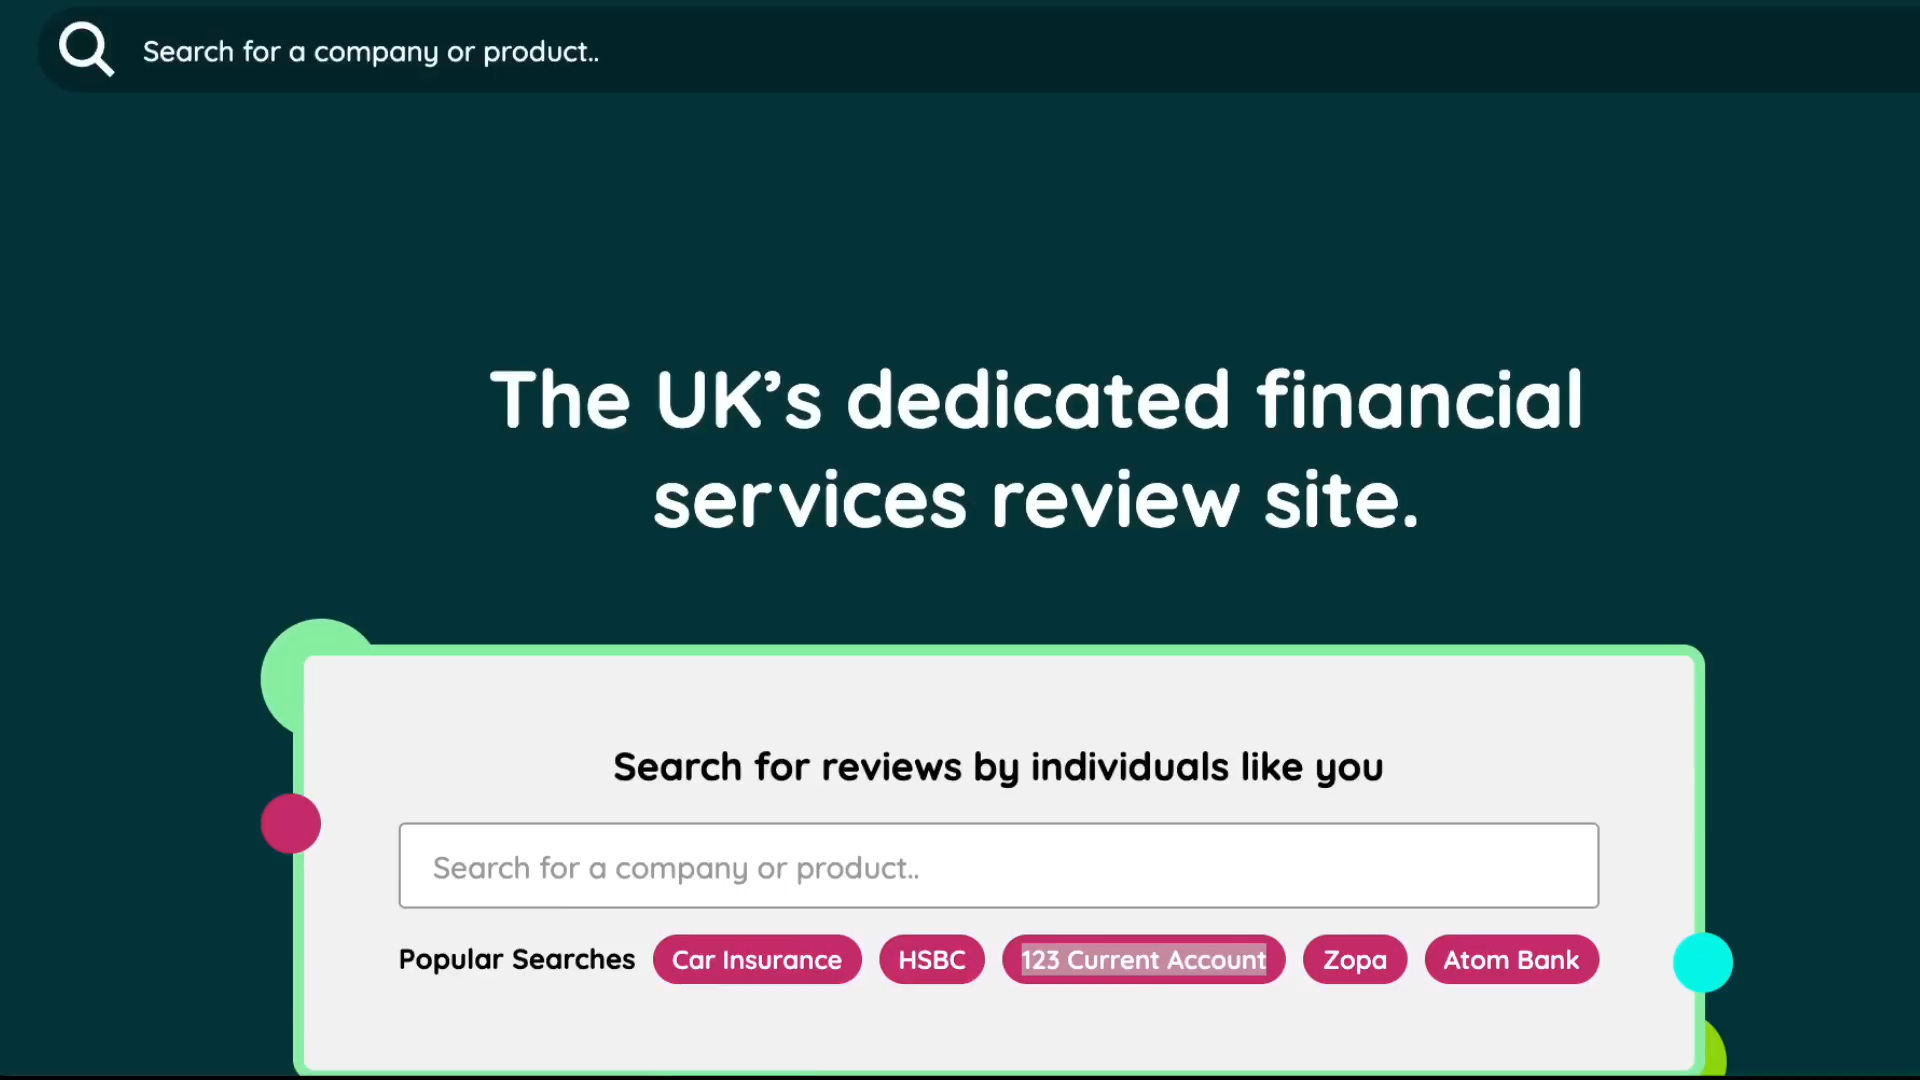 Search for a company or product..
The UK’s dedicated financial
services review site.
Search for reviews by individuals like you
Search for a company or product..
Popular Searches Car Insurance HSBC 123 Current Account Zopa Atom Bank